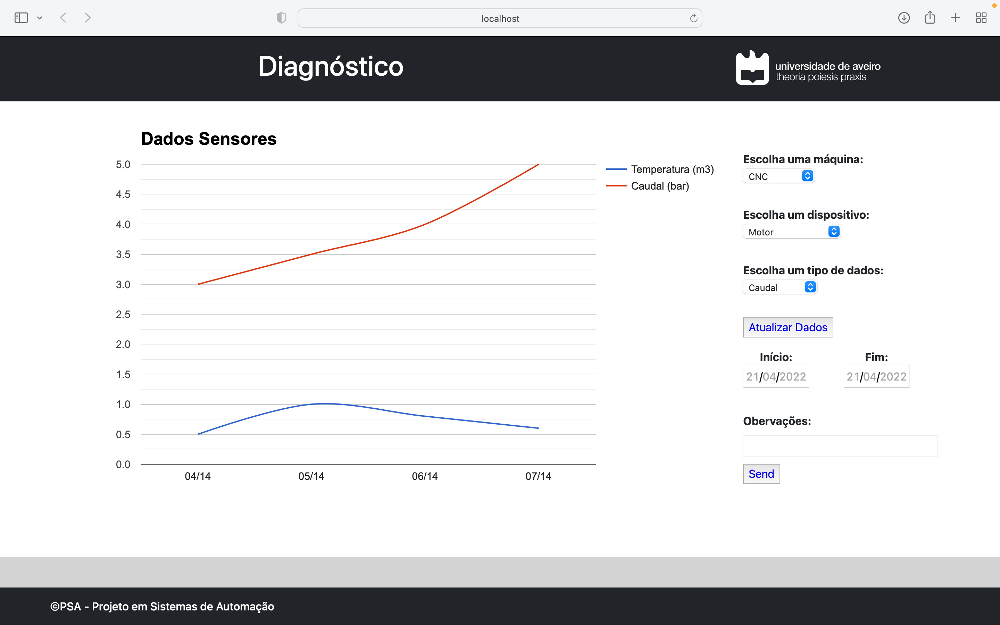 localhost
Diagnóstico
universidade de aveiro
theoria poiesis praxis
Dados Sensores
5.0
4.5
4.0
3.5
3.0
2.5
2.0
1.5
1.0
0.5
0.0
04/14 05/14 06/14 07/14
Temperatura (m3)
Caudal (bar)
Escolha uma máquina:
CNC
Escolha um dispositivo:
Motor
Escolha um tipo de dados:
Caudal
Atualizar Dados
Início: Fim:
21/04/2022 21/04/2022
Obervações:
Send
©PSA - Projeto em Sistemas de Automação